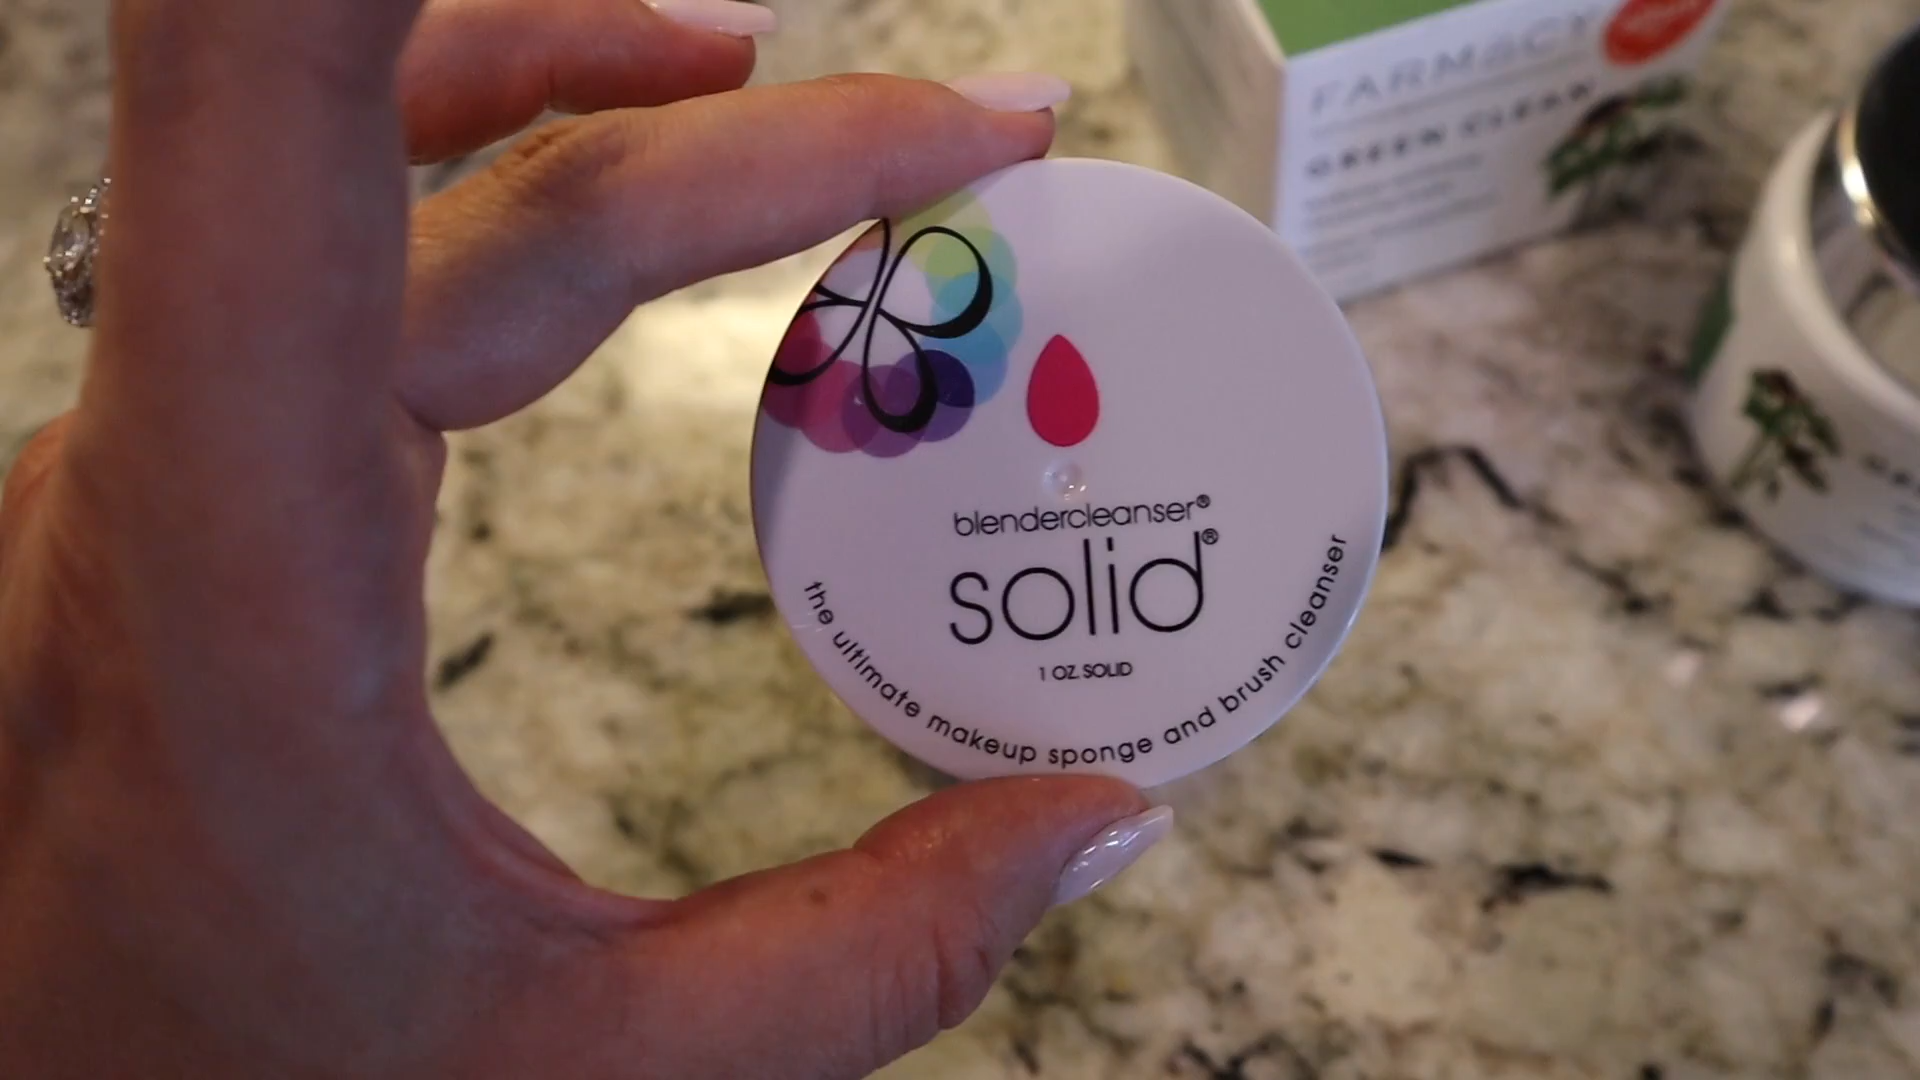 FARMACY
GREEN CLEAN
blendercleanser®
solid®
1 OZ. SOLID
the ultimate makeup sponge and brush cleanser